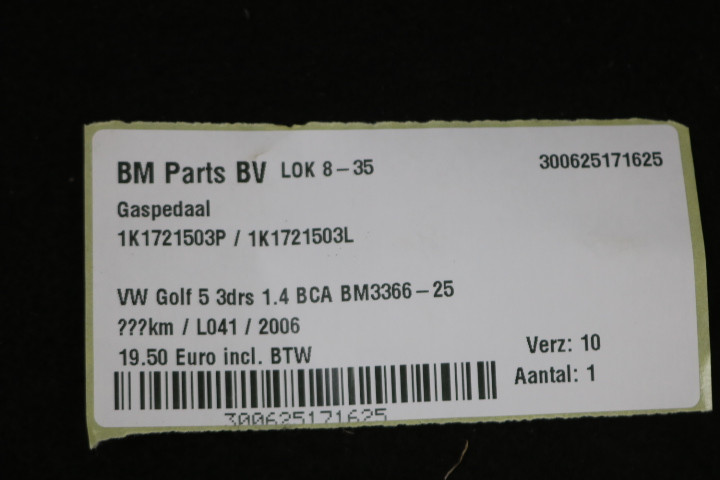 BM Parts BV LOK 8-35 300625171625
Gaspedaal
1K1721503P / 1K1721503L
VW Golf 5 3drs 1.4 BCA BM3366-25
???km / L041 / 2006
19.50 Euro incl. BTW Verz: 10
Aantal: 1
300625171625